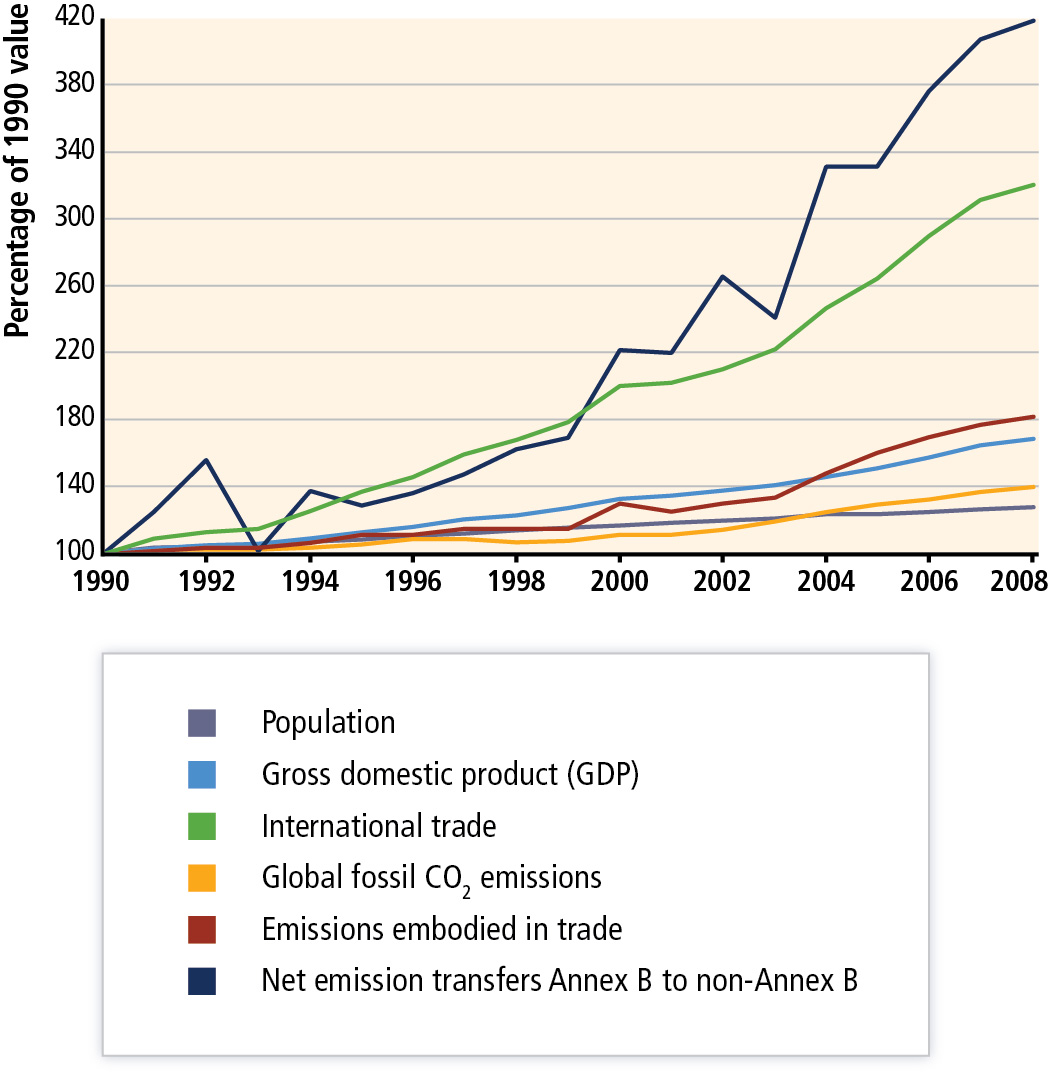 Percentage of 1990 value
420
380
340
300
260
220
180
140
100
1990 1992 1994 1996 1998 2000 2002 2004 2006 2008
Population
Gross domestic product (GDP)
International trade
Global fossil CO₂ emissions
Emissions embodied in trade
Net emission transfers Annex B to non-Annex B